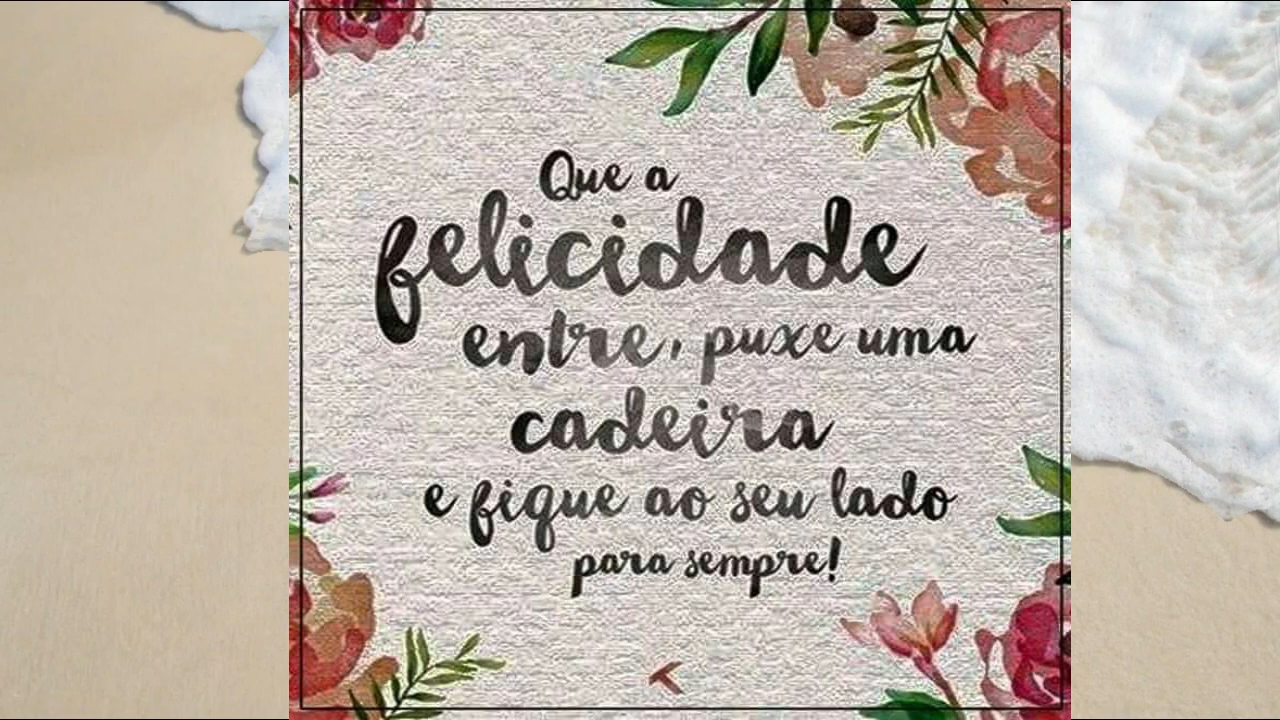 Que a
felicidade
entre, puxe uma
cadeira
e fique ao seu lado
para sempre!